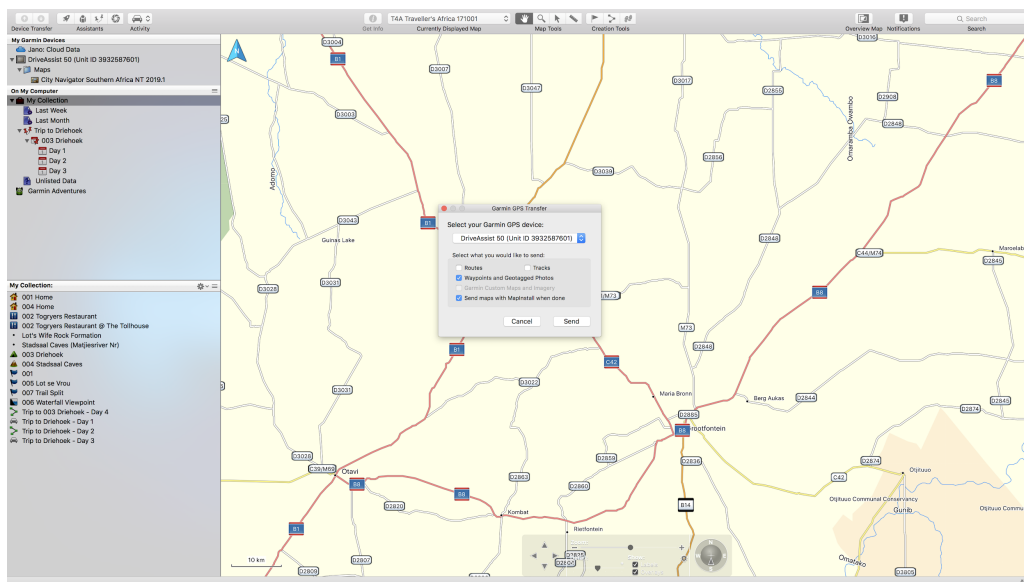 Device Transfer
Assistants
Activity
Get Info
T4A Traveller's Africa 171001
Currently Displayed Map
Map Tools
Creation Tools
Overview Map
Notifications
Search
Search
My Garmin Devices
Jano: Cloud Data
DriveAssist 50 (Unit ID 3932587601)
Maps
City Navigator Southern Africa NT 2019.1
On My Computer
My Collection
Last Week
Last Month
Trip to Driehoek
003 Driehoek
Day 1
Day 2
Day 3
Unlisted Data
Garmin Adventures
My Collection:
001 Home
004 Home
002 Togryers Restaurant
002 Togryers Restaurant @ The Tollhouse
Lot's Wife Rock Formation
Stadsaal Caves (Matjiesrivier Nr)
003 Driehoek
004 Stadsaal Caves
001
005 Lot se Vrou
007 Trail Split
006 Waterfall Viewpoint
Trip to 003 Driehoek - Day 4
Trip to Driehoek - Day 1
Trip to Driehoek - Day 2
Trip to Driehoek - Day 3
D3004
D3016
B1
D3007
D3017
B8
D3047
D2855
D2908
D3003
D2848
Omaramba Owambo
D2856
D3039
Adomo
D3043
B1
Guinas Lake
D2848
Maroelab
C44/M74
D2845
D3031
D3028
B8
/M73
M73
D2848
B1
C42
D3022
D3031
Maria Bronn
Berg Aukas
D2844
D2845
D2874
D2885
B8
rootfontein
D3028
C39/M69
Otavi
D2859
D2836
D2874
Otjituuo
C42
D2863
B8
D2860
B8
D2820
B14
Otjituuo Communal Conservancy
Gunib
Otjituuo Commu
Kombat
Rietfontein
B1
10 km
D2807
D2809
D2825
D2807
Omatako
D3805
Garmin GPS Transfer
Select your Garmin GPS device:
DriveAssist 50 (Unit ID 3932587601)
Select what you would like to send:
Routes
Tracks
Waypoints and Geotagged Photos
Garmin Custom Maps and Imagery
Send maps with MapInstall when done
Cancel
Send